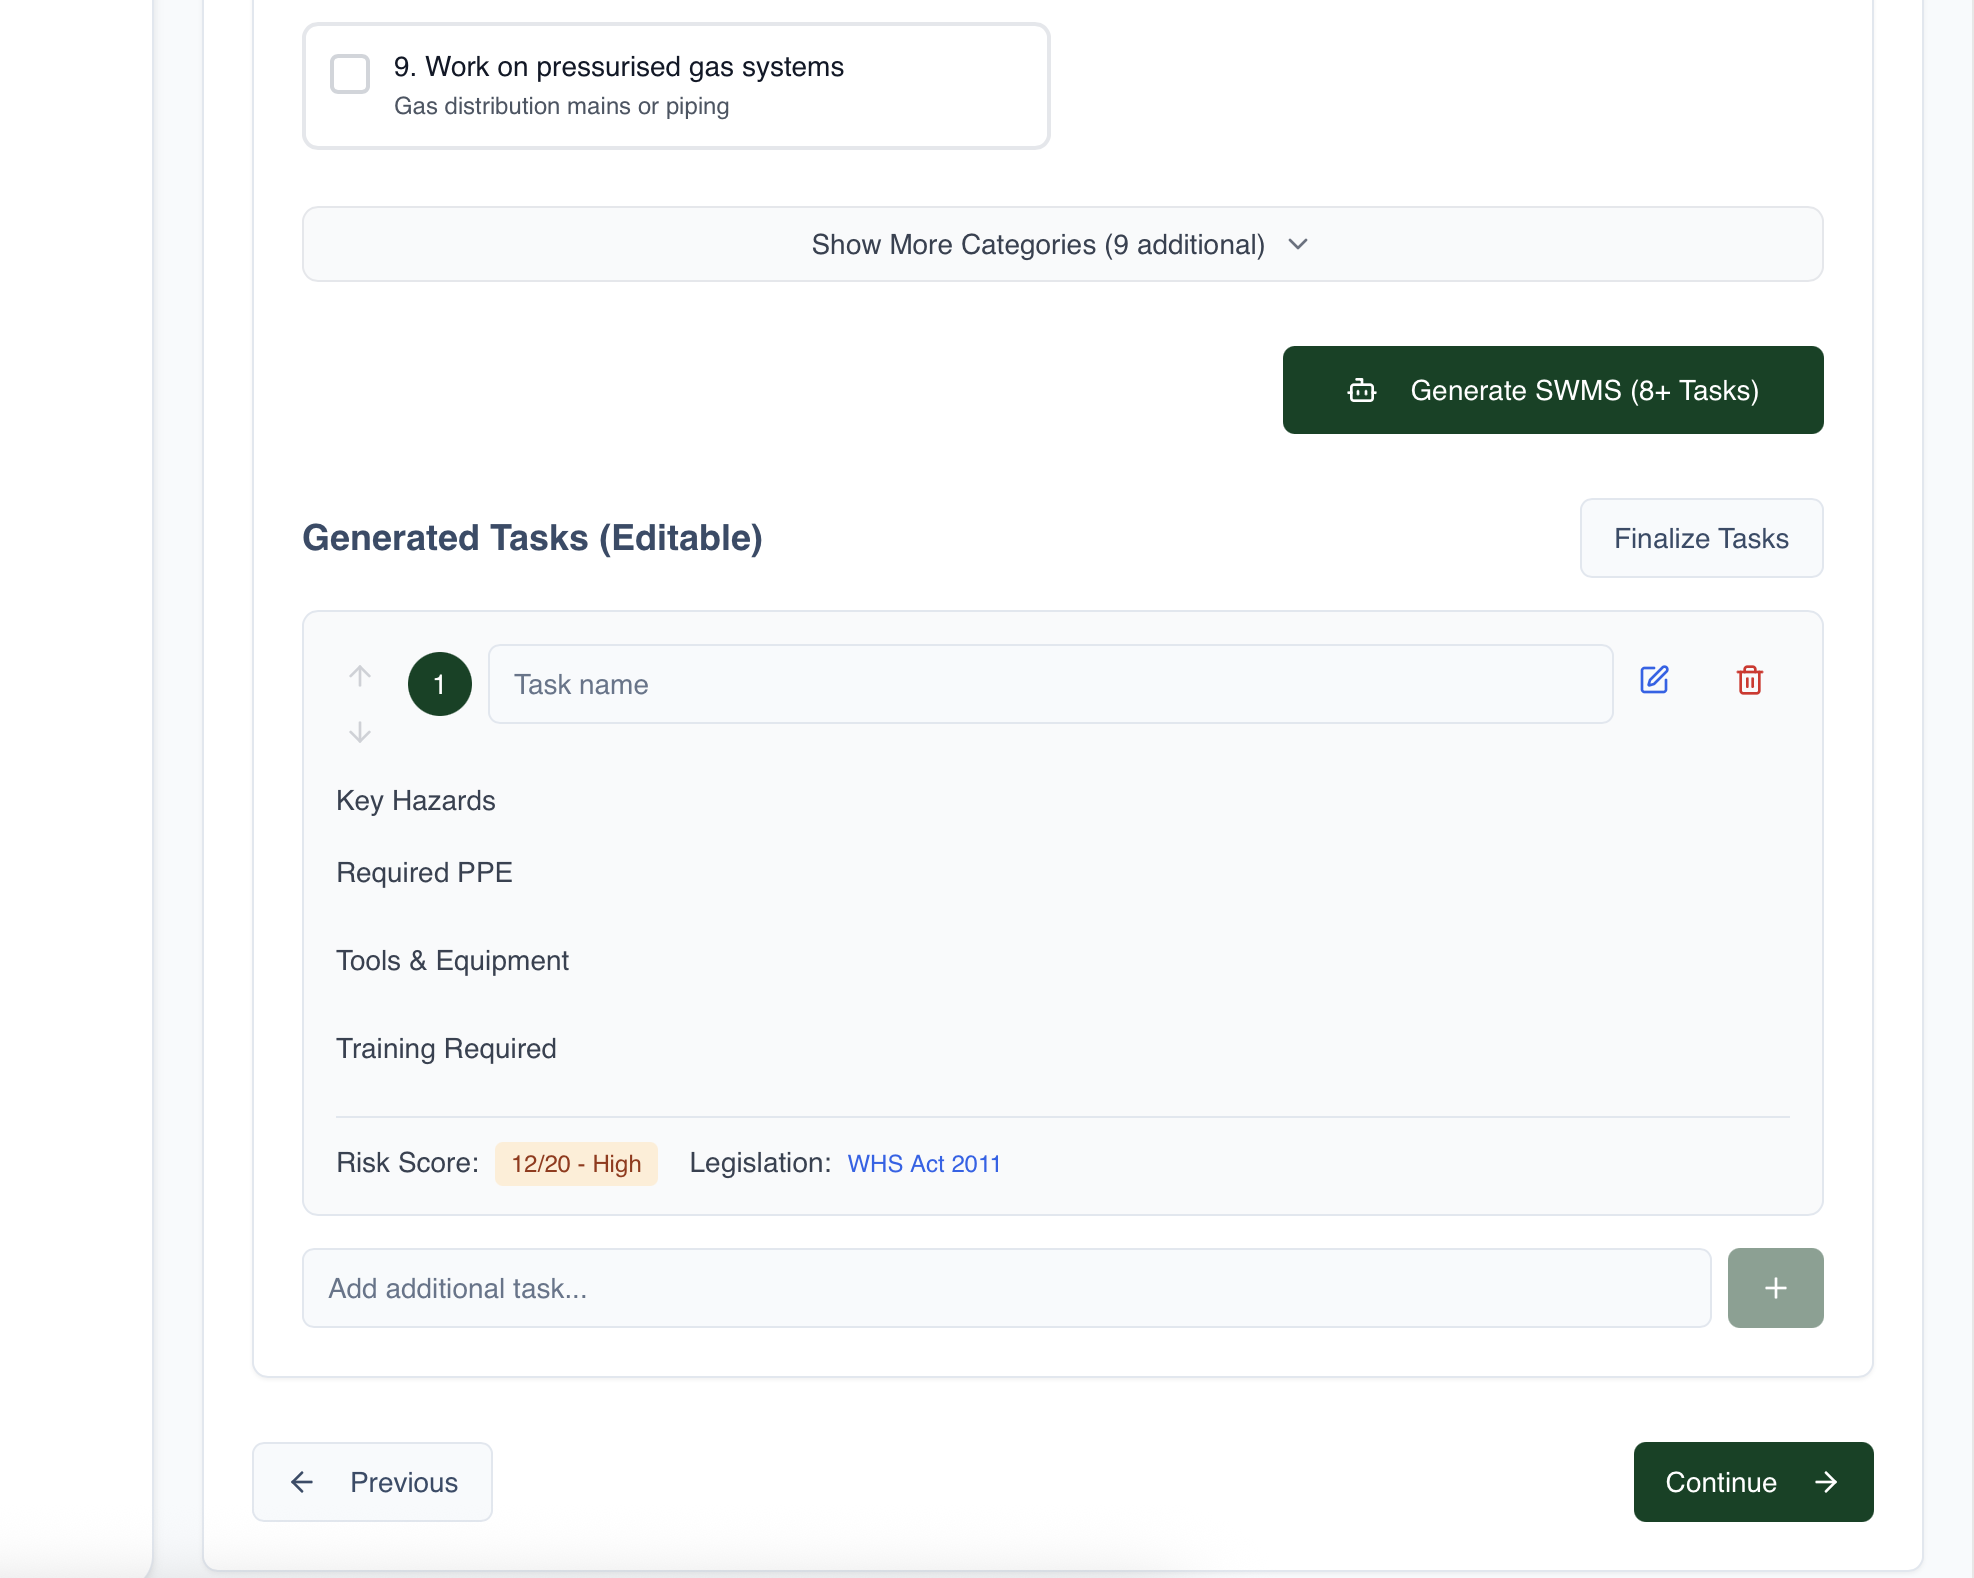 9. Work on pressurised gas systems
Gas distribution mains or piping
Show More Categories (9 additional)
Generate SWMS (8+ Tasks)
Generated Tasks (Editable)
Finalize Tasks
1
Task name
Key Hazards
Required PPE
Tools & Equipment
Training Required
Risk Score: 12/20 - High Legislation: WHS Act 2011
Add additional task...
Previous
Continue